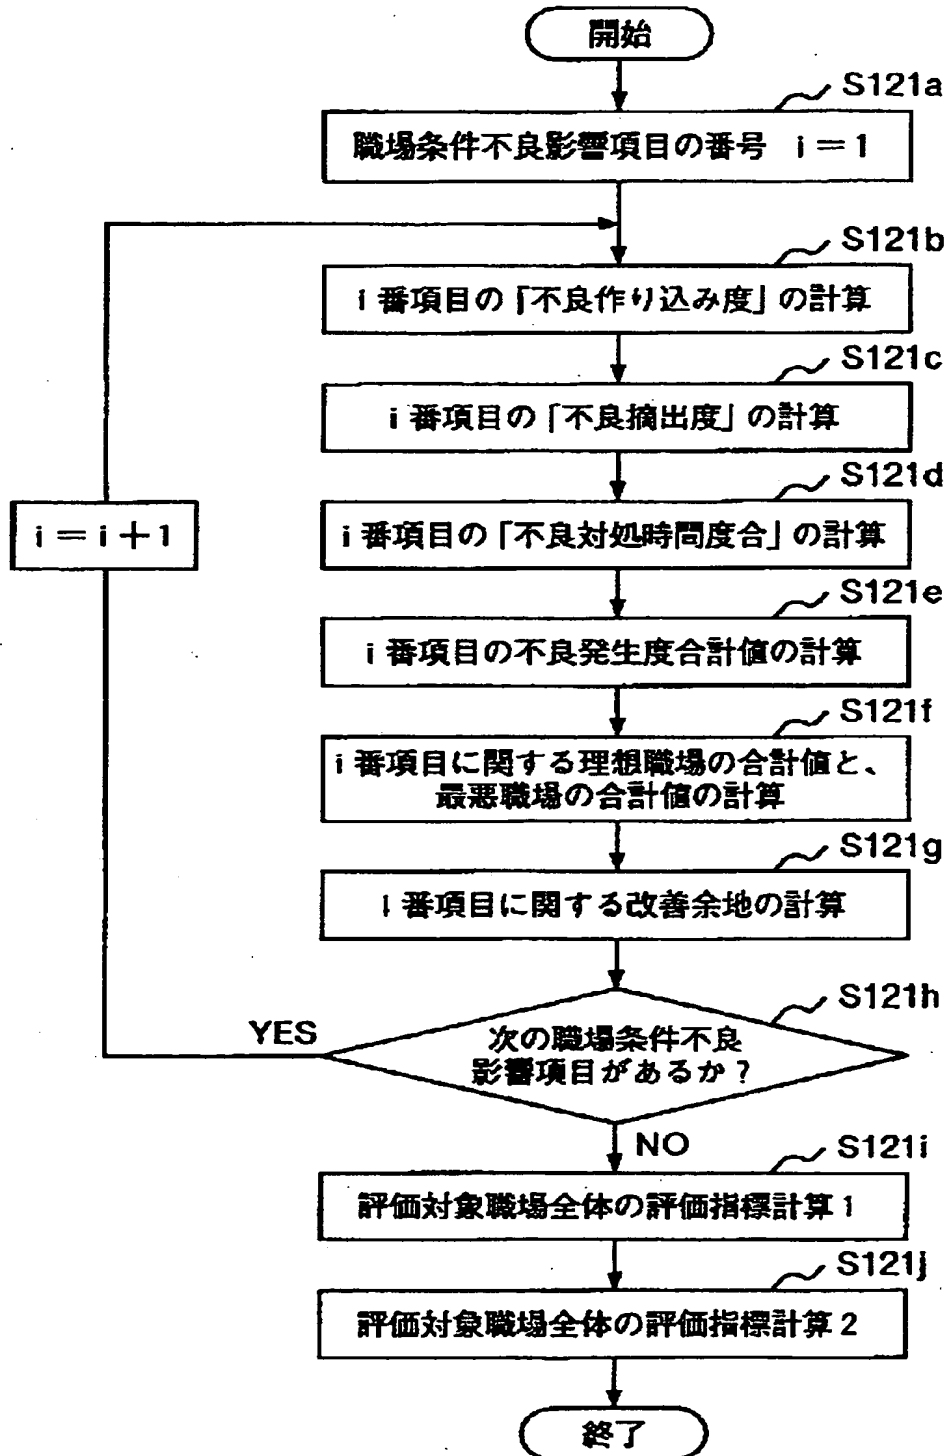 開始
S121a
職場条件不良影響項目の番号 i=1
S121b
i番項目の「不良作り込み度」の計算
S121c
i番項目の「不良摘出度」の計算
S121d
i=i+1
i番項目の「不良対処時間度合」の計算
S121e
i番項目の不良発生度合計値の計算
S121f
i番項目に関する理想職場の合計値と、
最悪職場の合計値の計算
S121g
i番項目に関する改善余地の計算
S121h
YES
次の職場条件不良
影響項目があるか?
NO
S121i
評価対象職場全体の評価指標計算1
S121j
評価対象職場全体の評価指標計算2
終了